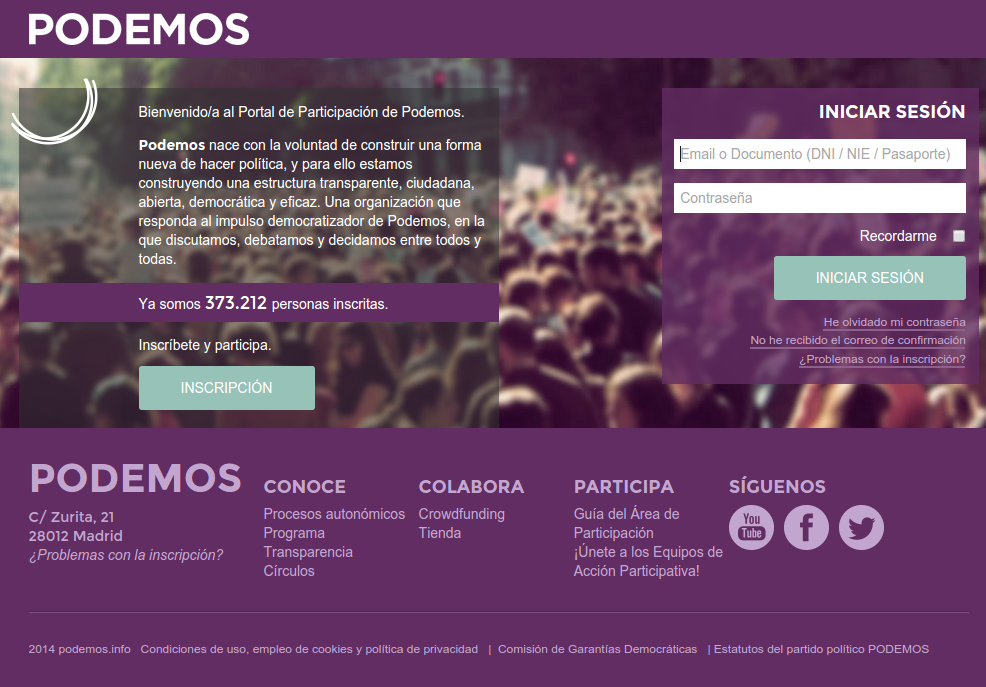 PODEMOS
Bienvenido/a al Portal de Participación de Podemos.
Podemos nace con la voluntad de construir una forma
nueva de hacer política, y para ello estamos
construyendo una estructura transparente, ciudadana,
abierta, democrática y eficaz. Una organización que
responda al impulso democratizador de Podemos, en la
que discutamos, debatamos y decidamos entre todos y
todas.
Ya somos 373.212 personas inscritas.
Inscríbete y participa.
INSCRIPCIÓN
INICIAR SESIÓN
Email o Documento (DNI / NIE / Pasaporte)
Contraseña
Recordarme
INICIAR SESIÓN
He olvidado mi contraseña
No he recibido el correo de confirmación
¿Problemas con la inscripción?
PODEMOS
C/ Zurita, 21
28012 Madrid
¿Problemas con la inscripción?
CONOCE
Procesos autonómicos
Programa
Transparencia
Círculos
COLABORA
Crowdfunding
Tienda
PARTICIPA
Guía del Área de
Participación
¡Únete a los Equipos de
Acción Participativa!
SÍGUENOS
You
Tube
2014 podemos.info Condiciones de uso, empleo de cookies y política de privacidad | Comisión de Garantías Democráticas | Estatutos del partido político PODEMOS